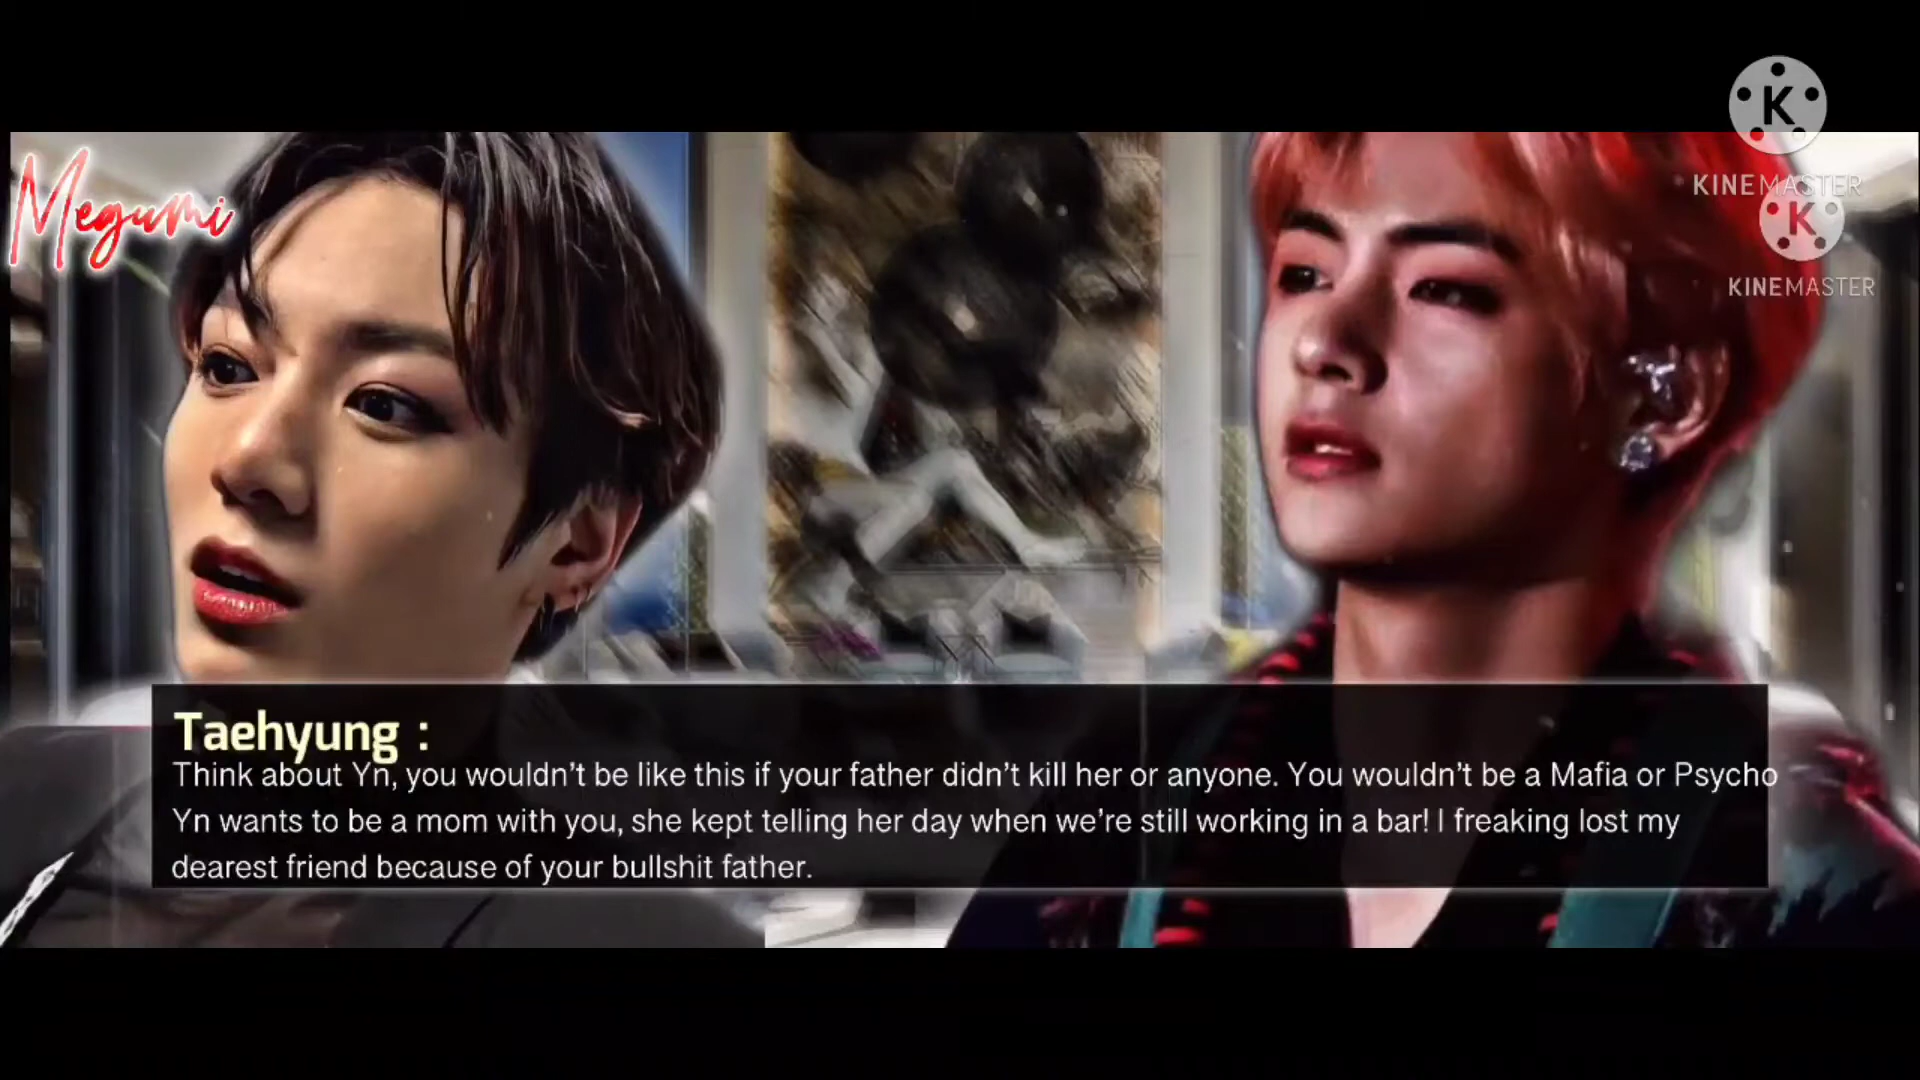 Megumi
K
KINEMASTER
K
KINEMASTER
Taehyung :
Think about Yn, you wouldn't be like this if your father didn't kill her or anyone. You wouldn't be a Mafia or Psycho
Yn wants to be a mom with you, she kept telling her day when we're still working in a bar! I freaking lost my
dearest friend because of your bullshit father.